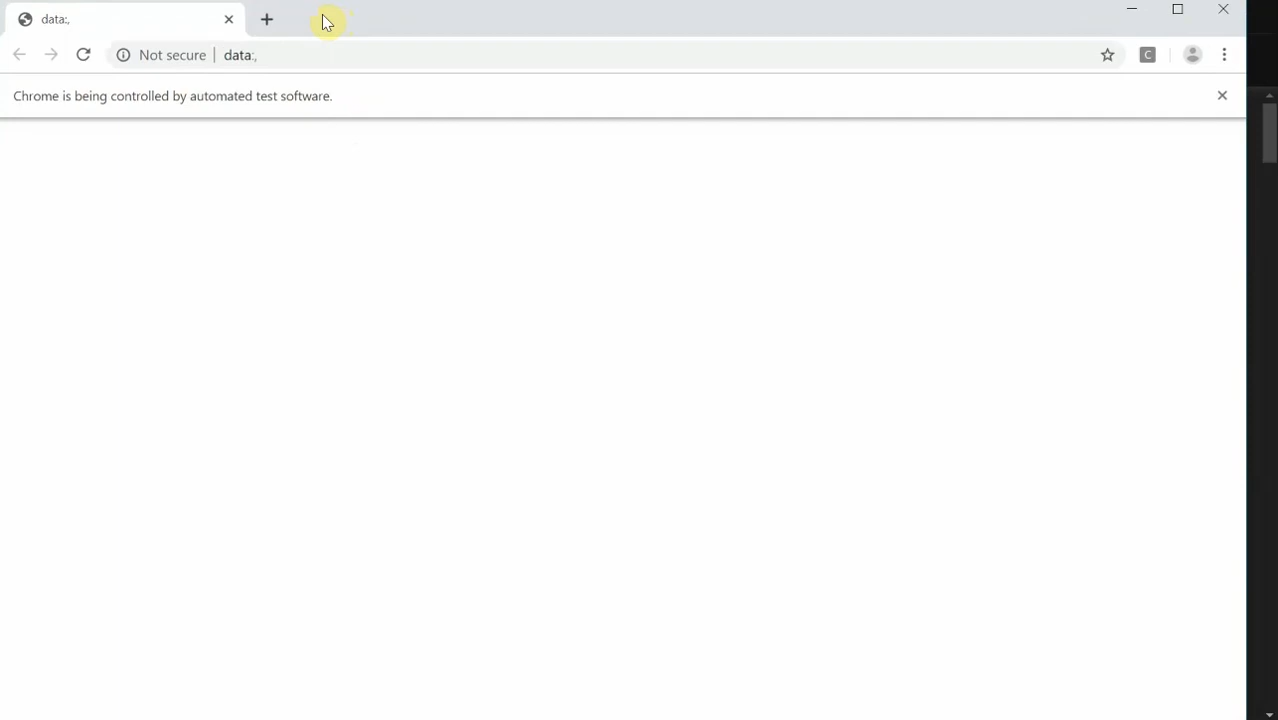 data:,
Not secure | data:,
C
Chrome is being controlled by automated test software.